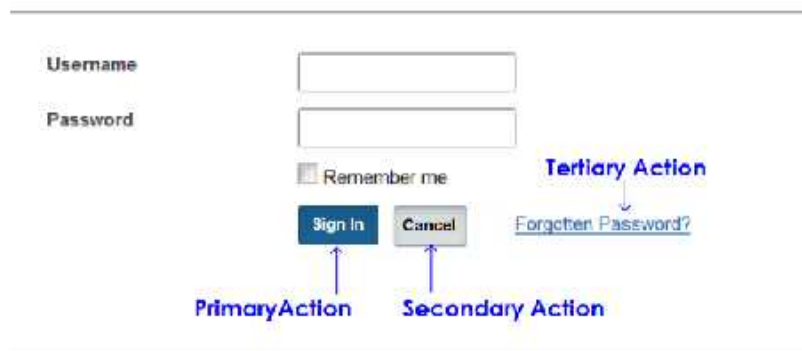 Username
Password
Remember me
Tertiary Action
Sign In Cancel Forgotten Password?
PrimaryAction Secondary Action